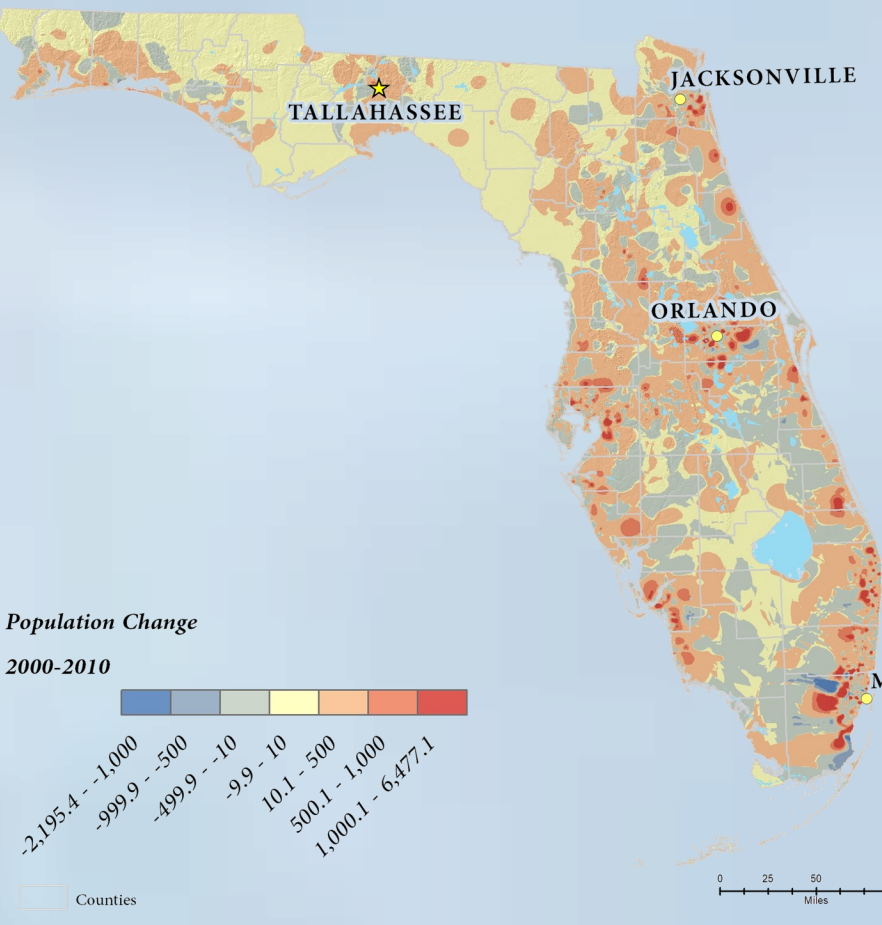 JACKSONVILLE
TALLAHASSEE
ORLANDO
M
Population Change
2000-2010
-2,195.4 - -1,000
-999.9 - -500
-499.9 - -10
-9.9 - 10
10.1 - 500
500.1 - 1,000
1,000.1 - 6,477.1
Counties
0 25 50
Miles